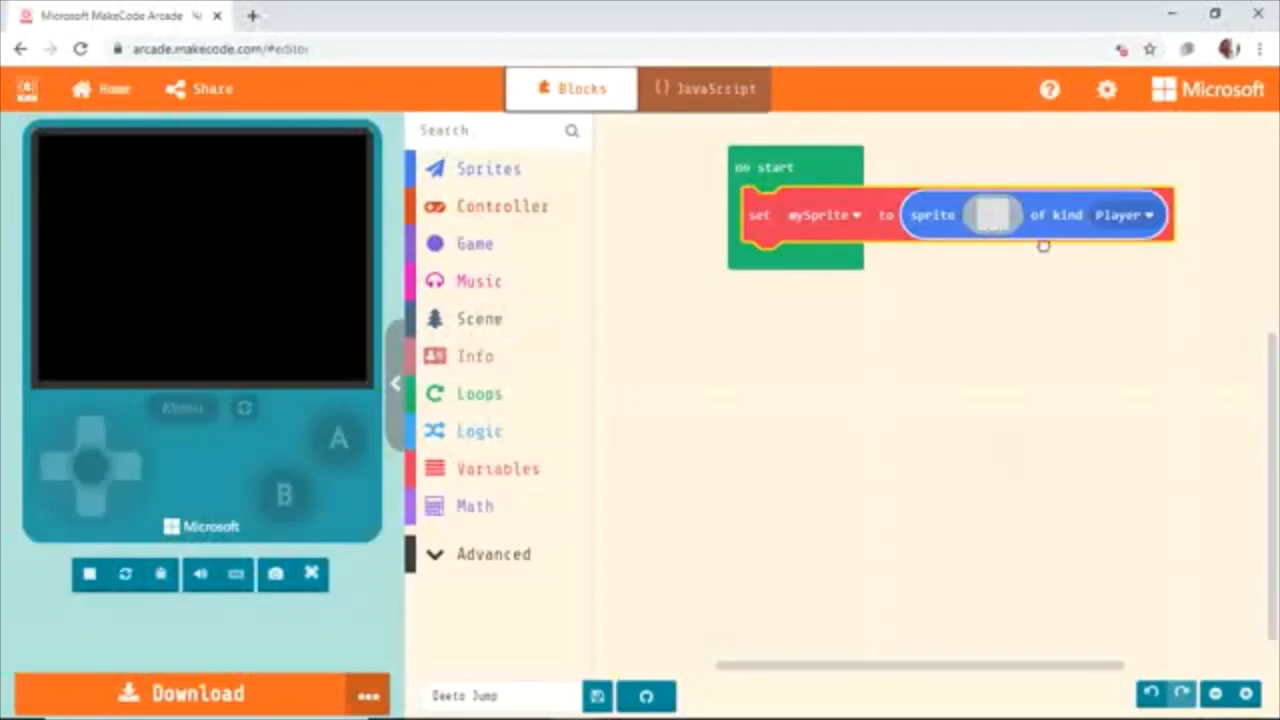 Microsoft MakeCode Arcade
arcade.makecode.com/#editor
Home
Share
Blocks
{} JavaScript
Microsoft
Search
on start
Sprites
set mySprite to sprite of kind Player
Controller
Game
Music
Scene
Info
Loops
Menu
Logic
A
Variables
B
Math
Microsoft
Advanced
Download
Geeto Jump